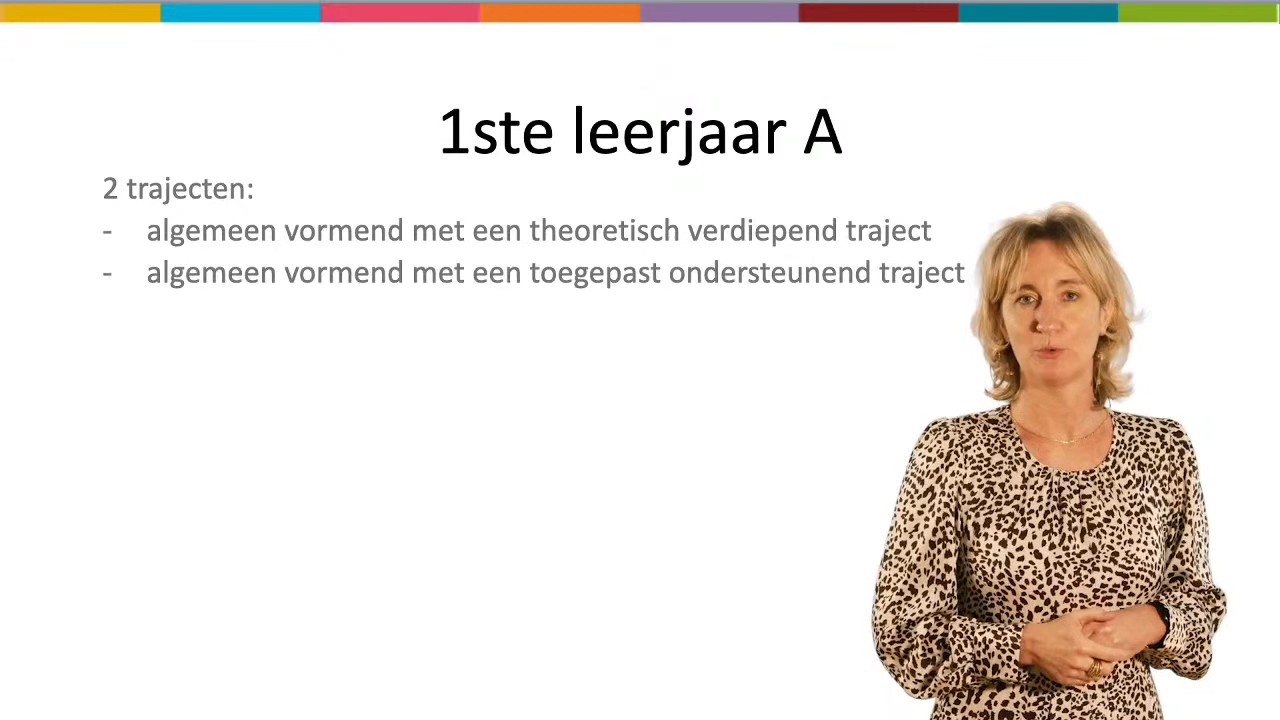 1ste leerjaar A
2 trajecten:
- algemeen vormend met een theoretisch verdiepend traject
- algemeen vormend met een toegepast ondersteunend traject